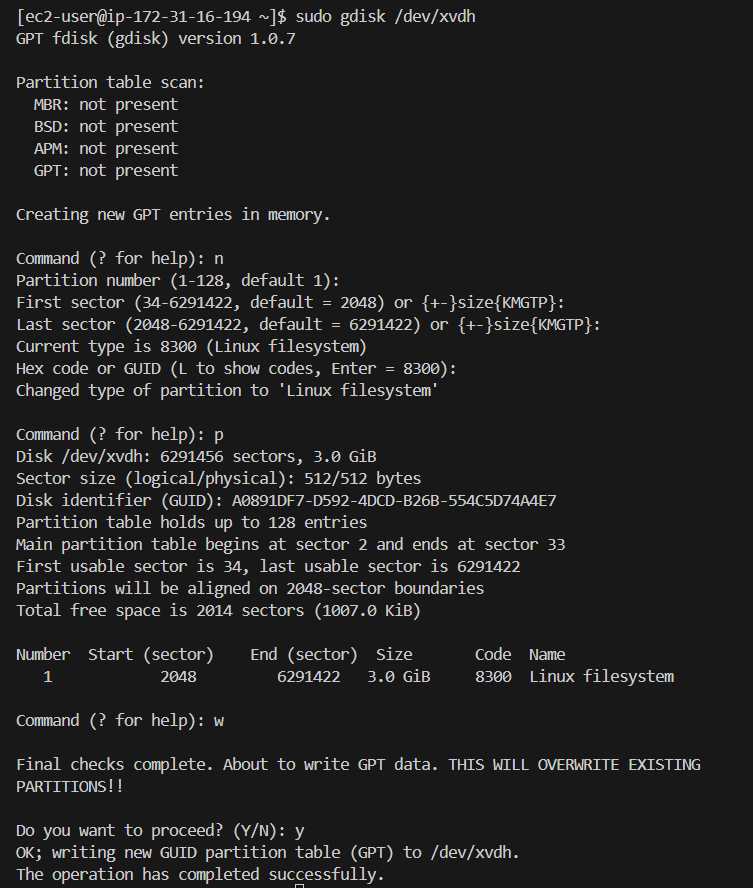 [ec2-user@ip-172-31-16-194 ~]$ sudo gdisk /dev/xvdh
GPT fdisk (gdisk) version 1.0.7
Partition table scan:
MBR: not present
BSD: not present
APM: not present
GPT: not present
Creating new GPT entries in memory.
Command (? for help): n
Partition number (1-128, default 1):
First sector (34-6291422, default = 2048) or {+-}size{KMGTP}:
Last sector (2048-6291422, default = 6291422) or {+-}size{KMGTP}:
Current type is 8300 (Linux filesystem)
Hex code or GUID (L to show codes, Enter = 8300):
Changed type of partition to 'Linux filesystem'
Command (? for help): p
Disk /dev/xvdh: 6291456 sectors, 3.0 GiB
Sector size (logical/physical): 512/512 bytes
Disk identifier (GUID): A0891DF7-D592-4DCD-B26B-554C5D74A4E7
Partition table holds up to 128 entries
Main partition table begins at sector 2 and ends at sector 33
First usable sector is 34, last usable sector is 6291422
Partitions will be aligned on 2048-sector boundaries
Total free space is 2014 sectors (1007.0 KiB)
Number  Start (sector)    End (sector)  Size       Code  Name
1            2048         6291422   3.0 GiB     8300  Linux filesystem
Command (? for help): w
Final checks complete. About to write GPT data. THIS WILL OVERWRITE EXISTING
PARTITIONS!!
Do you want to proceed? (Y/N): y
OK; writing new GUID partition table (GPT) to /dev/xvdh.
The operation has completed successfully.